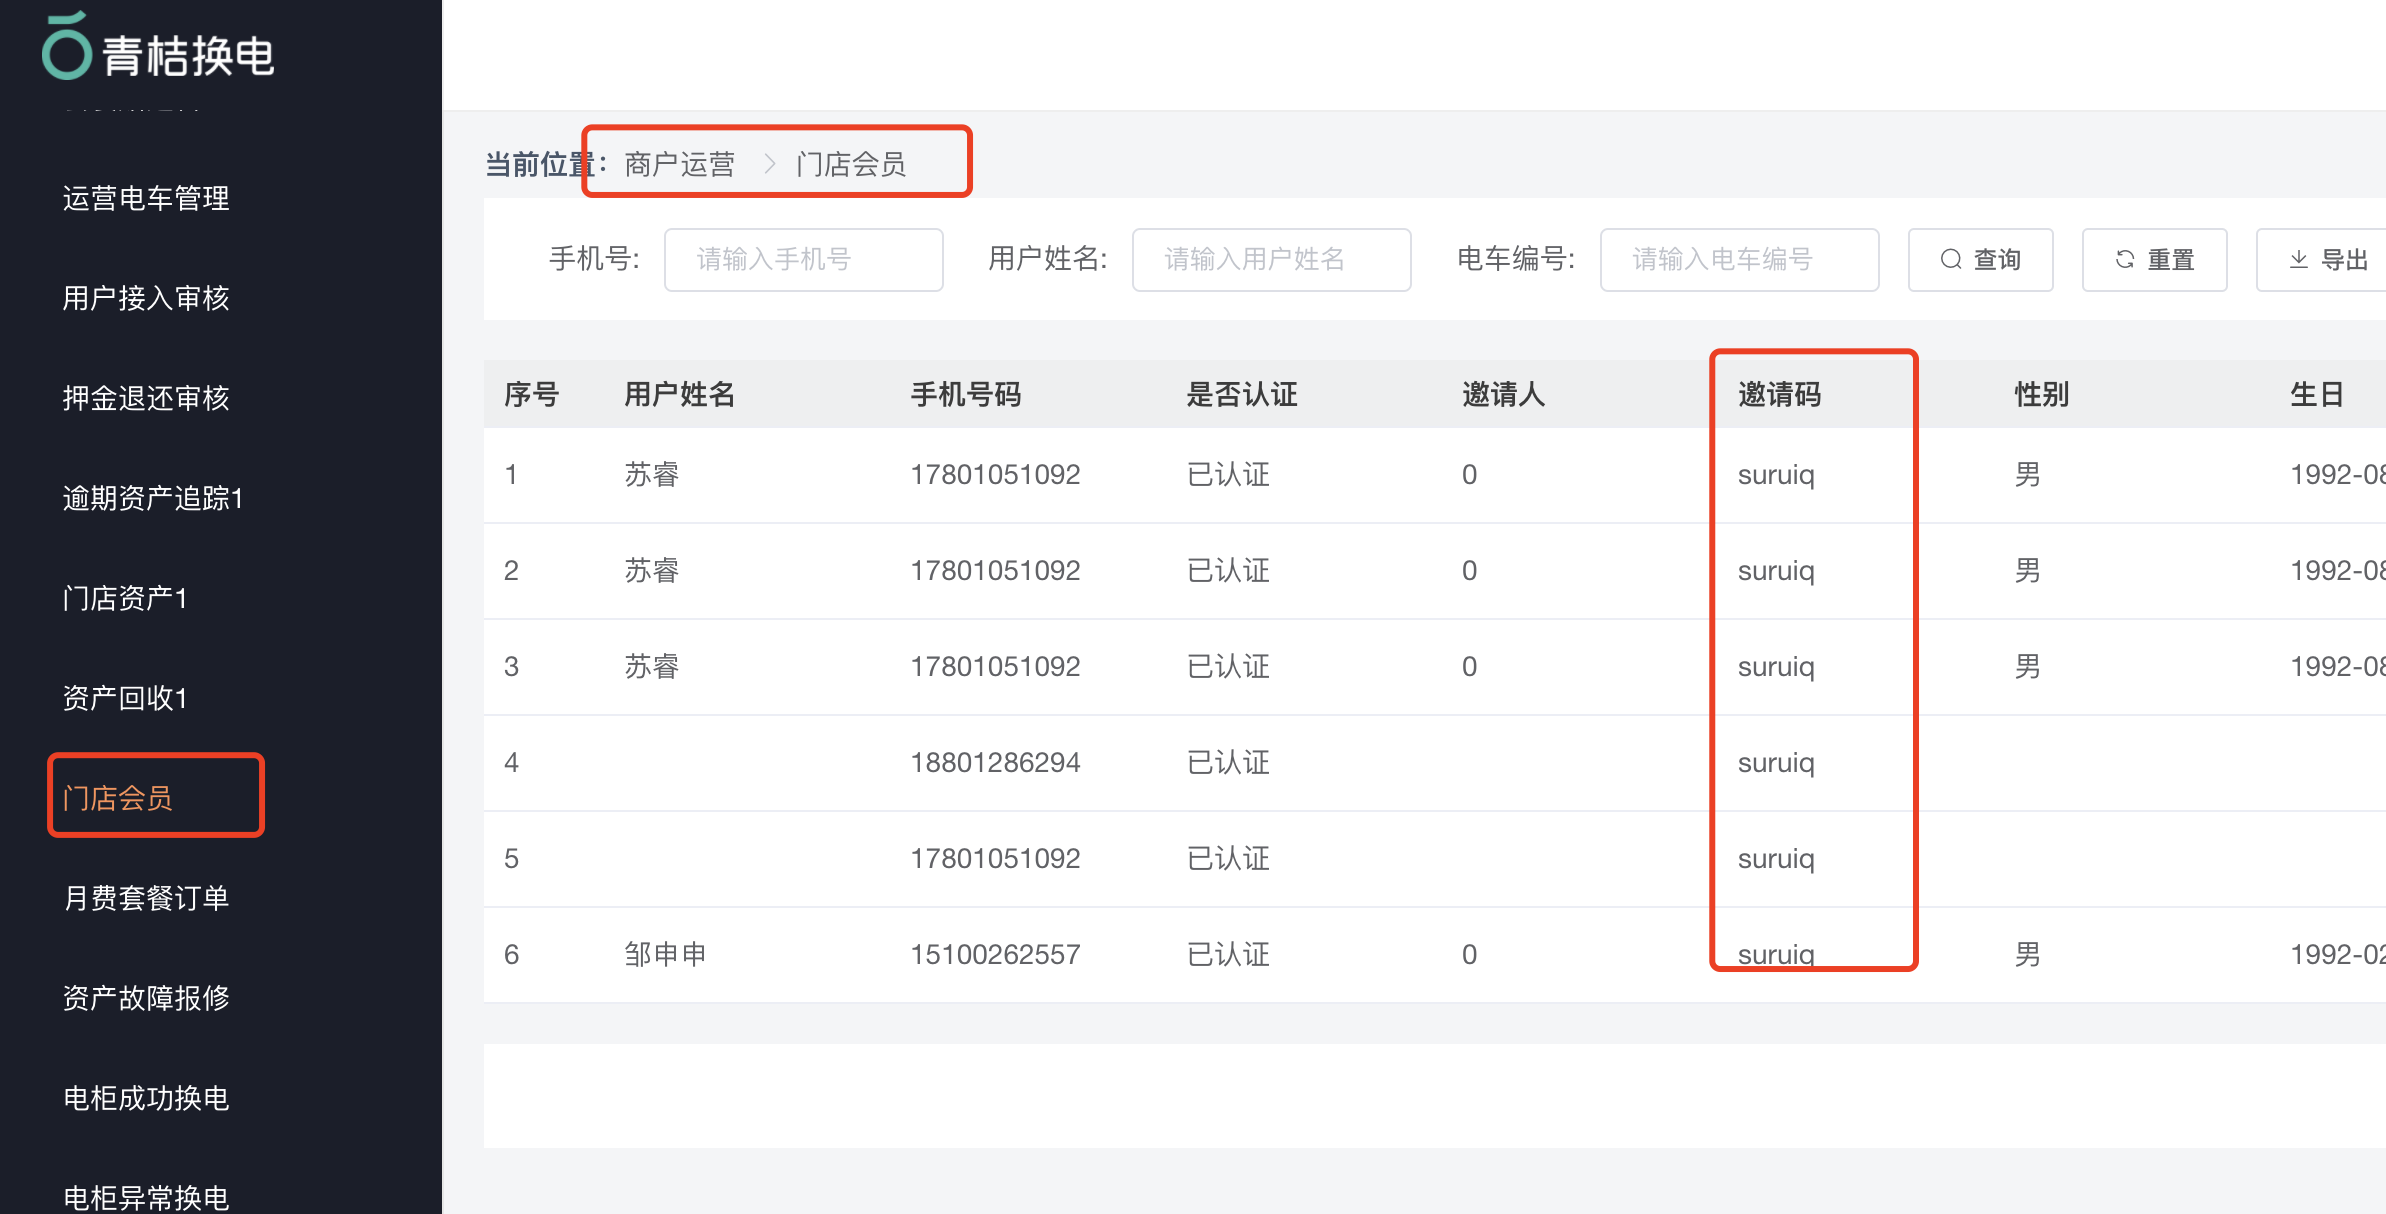 青桔换电
运营电车管理
用户接入审核
押金退还审核
逾期资产追踪1
门店资产1
资产回收1
门店会员
月费套餐订单
资产故障报修
电柜成功换电
电柜异常换电
当前位置： 商户运营 > 门店会员
手机号: 请输入手机号 用户姓名: 请输入用户姓名 电车编号: 请输入电车编号 查询 重置 导出
序号 用户姓名 手机号码 是否认证 邀请人 邀请码 性别 生日
1 苏睿 17801051092 已认证 0 suruiq 男 1992-08
2 苏睿 17801051092 已认证 0 suruiq 男 1992-08
3 苏睿 17801051092 已认证 0 suruiq 男 1992-08
4 18801286294 已认证 suruiq
5 17801051092 已认证 suruiq
6 邹申申 15100262557 已认证 0 suruiq 男 1992-02